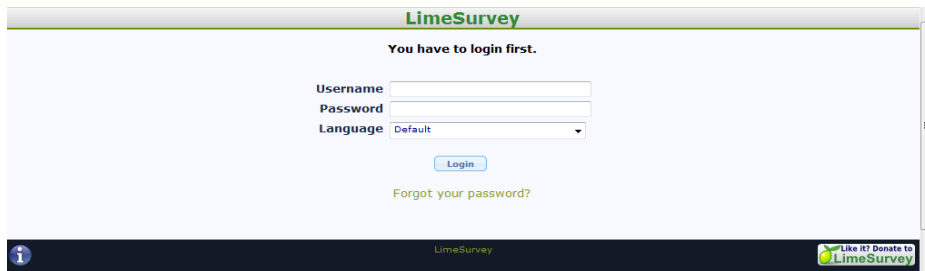 LimeSurvey
You have to login first.
Username
Password
Language Default
Login
Forgot your password?
LimeSurvey
Like it? Donate to
LimeSurvey